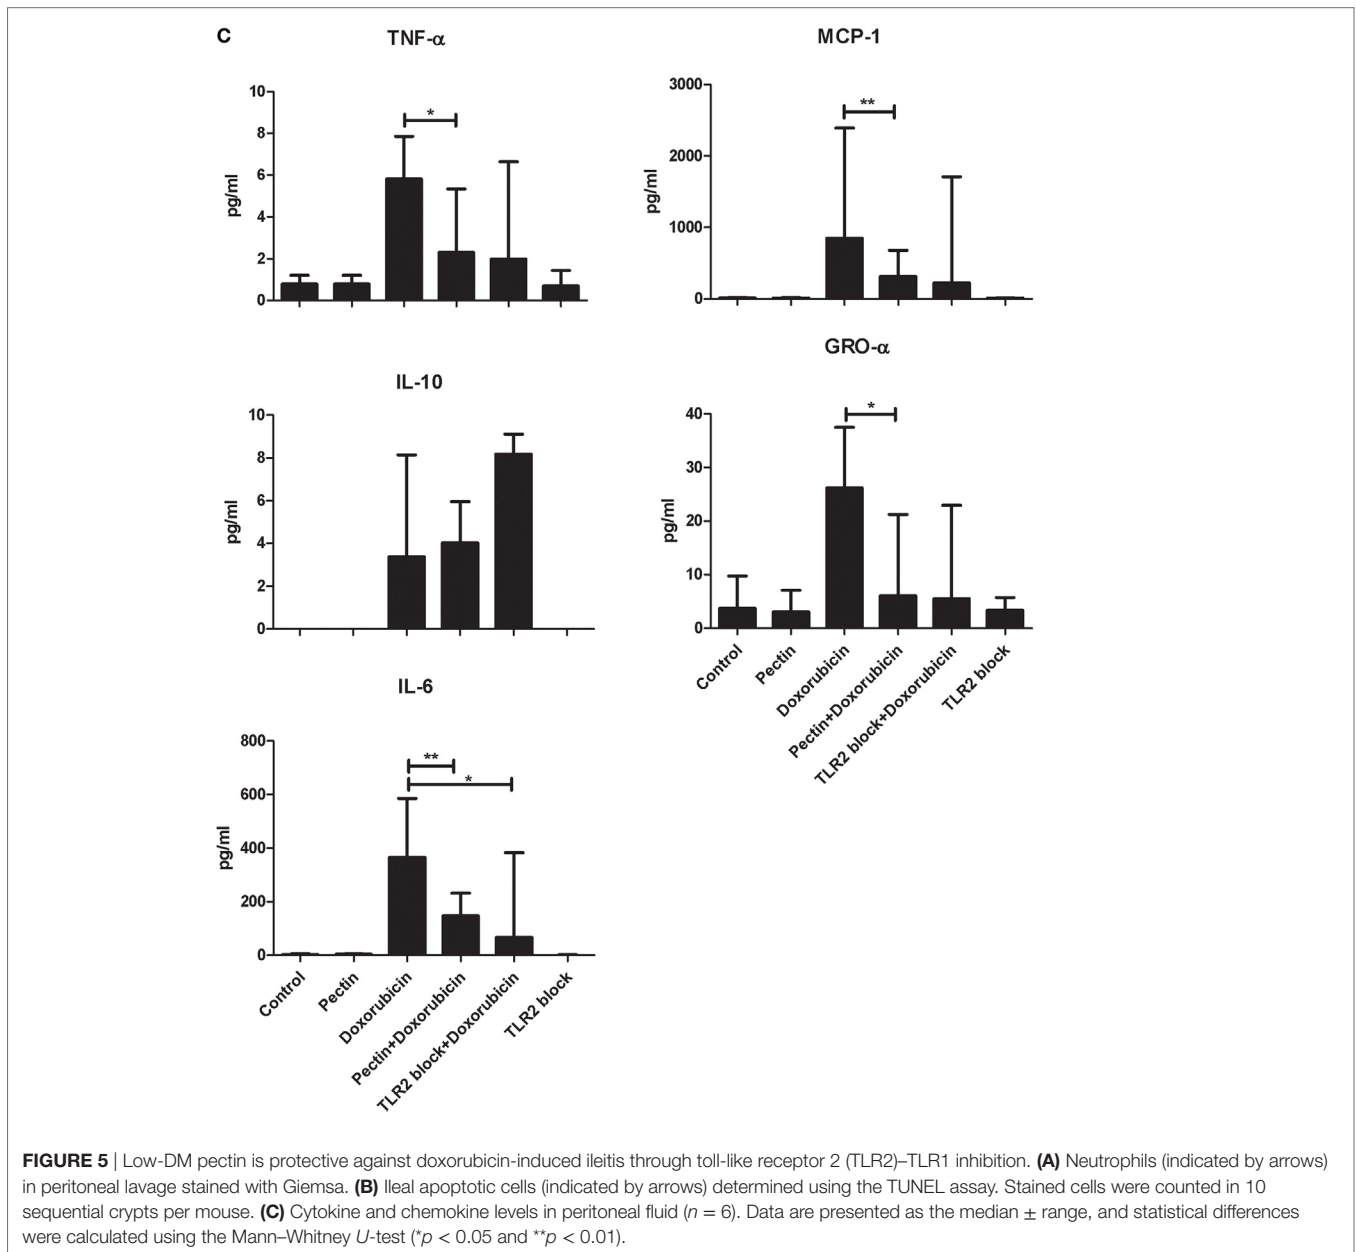 C
TNF-α
pg/ml
10
8
6
4
2
0
*
MCP-1
pg/ml
3000
2000
1000
0
**
IL-10
pg/ml
10
8
6
4
2
0
GRO-α
pg/ml
40
30
20
10
0
*
Control
Pectin
Doxorubicin
Pectin+Doxorubicin
TLR2 block+Doxorubicin
TLR2 block
IL-6
pg/ml
800
600
400
200
0
**
*
Control
Pectin
Doxorubicin
Pectin+Doxorubicin
TLR2 block+Doxorubicin
TLR2 block
FIGURE 5 | Low-DM pectin is protective against doxorubicin-induced ileitis through toll-like receptor 2 (TLR2)–TLR1 inhibition. (A) Neutrophils (indicated by arrows)
in peritoneal lavage stained with Giemsa. (B) Ileal apoptotic cells (indicated by arrows) determined using the TUNEL assay. Stained cells were counted in 10
sequential crypts per mouse. (C) Cytokine and chemokine levels in peritoneal fluid (n = 6). Data are presented as the median ± range, and statistical differences
were calculated using the Mann–Whitney U-test (*p < 0.05 and **p < 0.01).